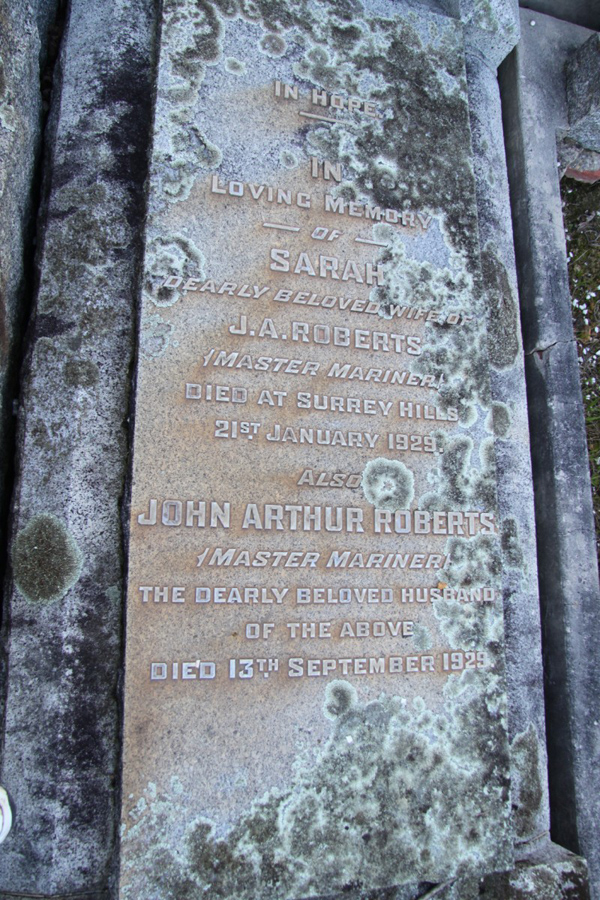 IN HOPE
IN
LOVING MEMORY
OF
SARAH
DEARLY BELOVED WIFE OF
J.A. ROBERTS
(MASTER MARINER)
DIED AT SURREY HILLS
21ST JANUARY 1929.
ALSO
JOHN ARTHUR ROBERTS
(MASTER MARINER)
THE DEARLY BELOVED HUSBAND
OF THE ABOVE
DIED 13TH SEPTEMBER 1929